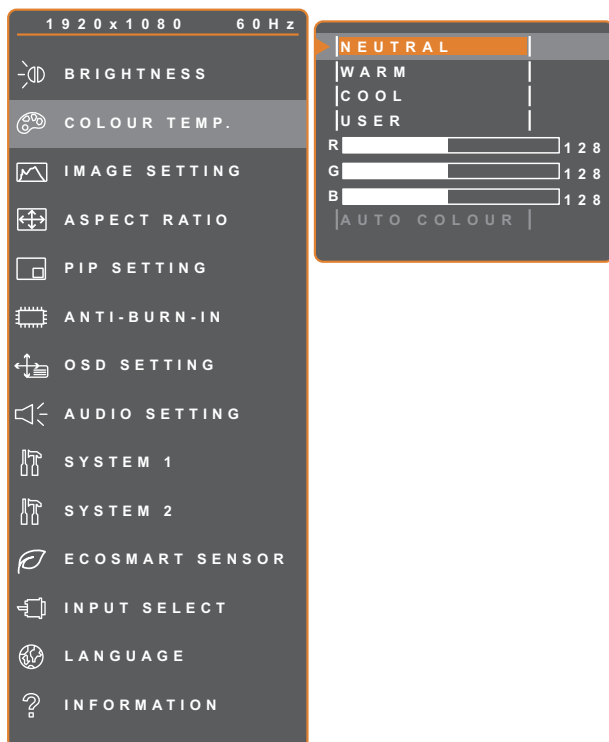 1920x1080 60Hz
BRIGHTNESS
COLOUR TEMP.
IMAGE SETTING
ASPECT RATIO
PIP SETTING
ANTI-BURN-IN
OSD SETTING
AUDIO SETTING
SYSTEM 1
SYSTEM 2
ECOSMART SENSOR
INPUT SELECT
LANGUAGE
INFORMATION
NEUTRAL
WARM
COOL
USER
R 128
G 128
B 128
AUTO COLOUR